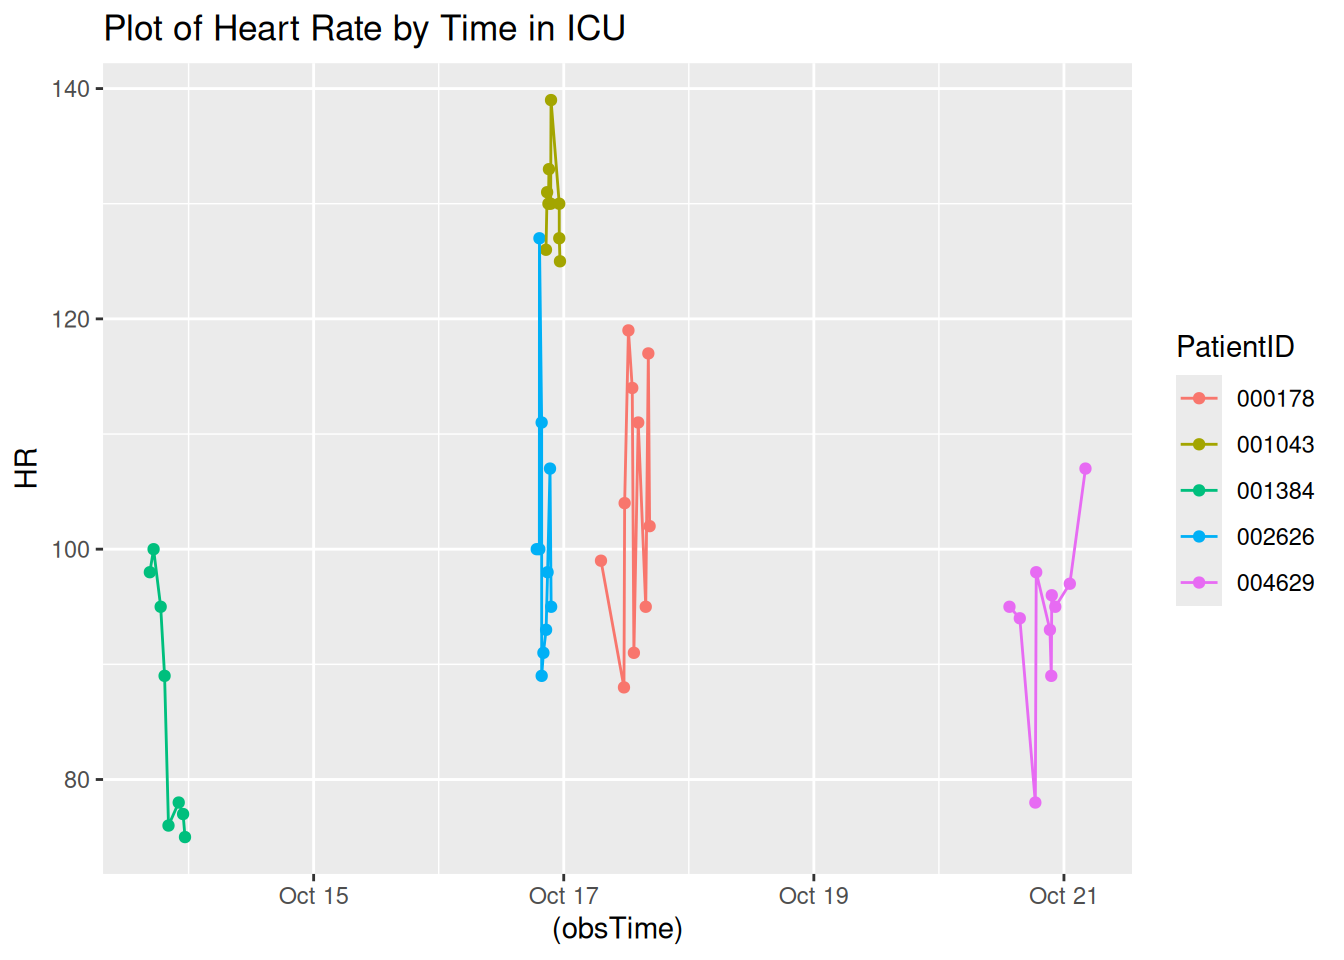 Plot of Heart Rate by Time in ICU
HR
140
120
100
80
Oct 15
Oct 17
Oct 19
Oct 21
(obsTime)
PatientID
000178
001043
001384
002626
004629